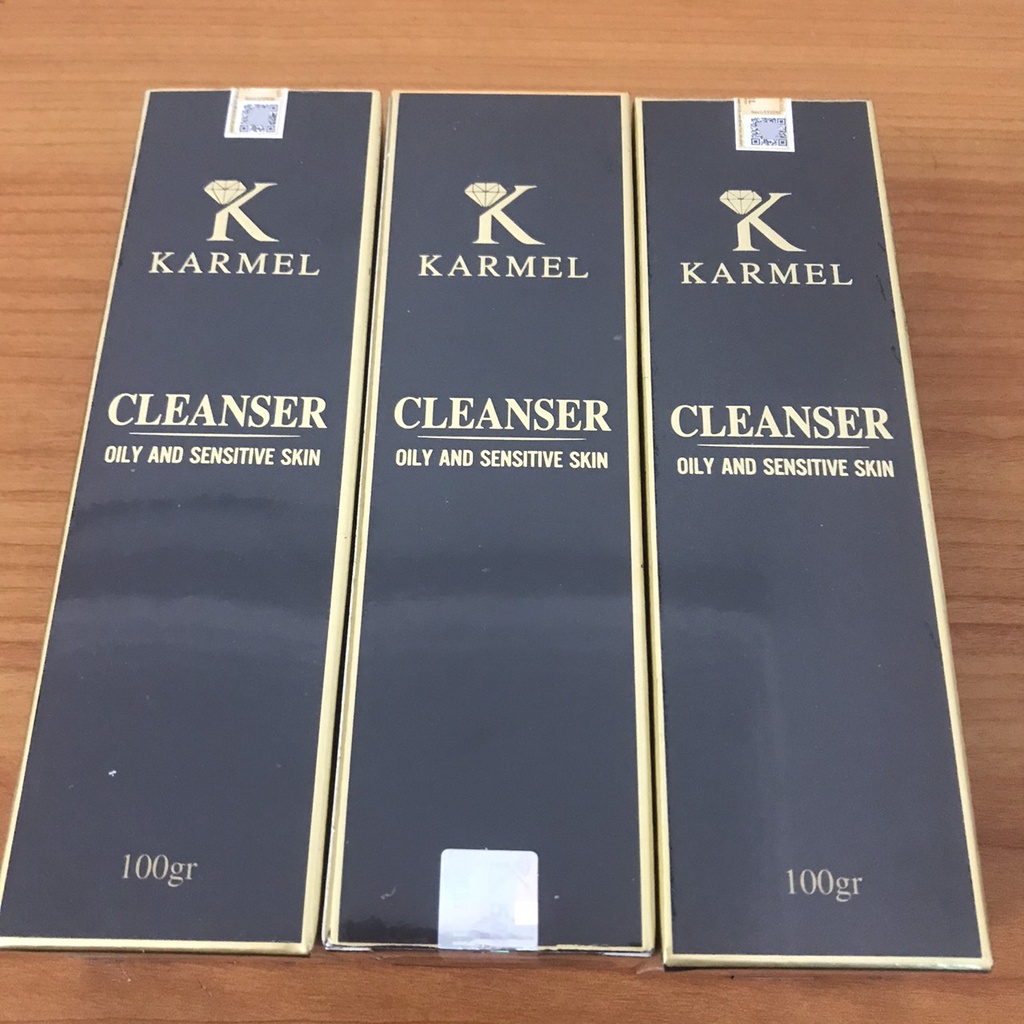 KARMEL
CLEANSER
OILY AND SENSITIVE SKIN
100gr
KARMEL
CLEANSER
OILY AND SENSITIVE SKIN
KARMEL
CLEANSER
OILY AND SENSITIVE SKIN
100gr